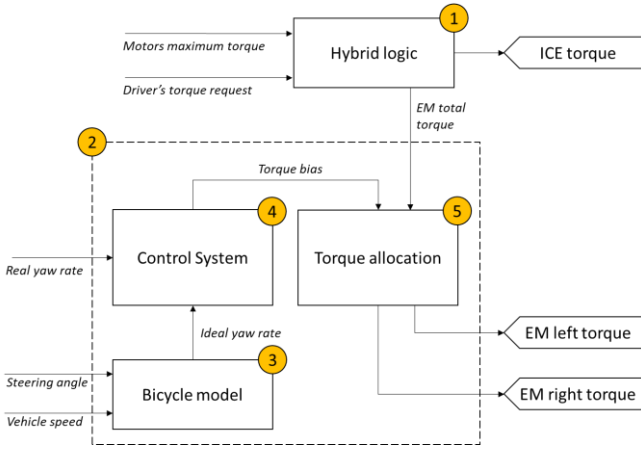 1
Motors maximum torque
Hybrid logic
ICE torque
Driver's torque request
EM total
torque
2
Torque bias
4
5
Control System
Torque allocation
Real yaw rate
Ideal yaw rate
EM left torque
3
Steering angle
Bicycle model
EM right torque
Vehicle speed